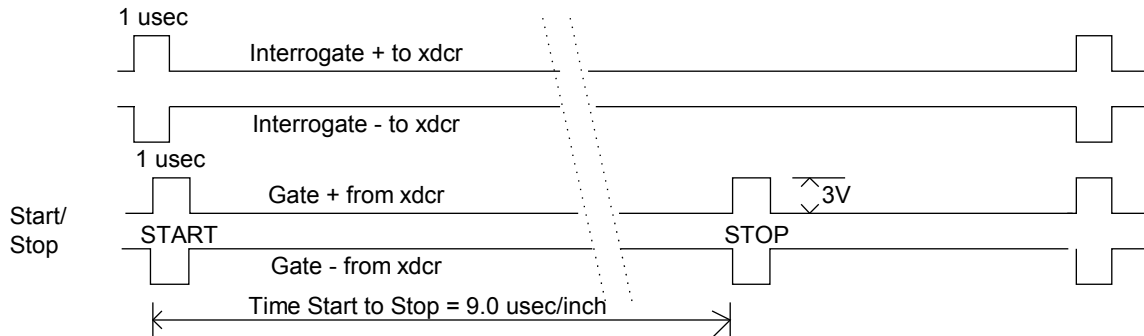 1 usec
Interrogate + to xdcr
Interrogate - to xdcr
1 usec
Gate + from xdcr
3V
Start/
Stop
START
STOP
Gate - from xdcr
Time Start to Stop = 9.0 usec/inch